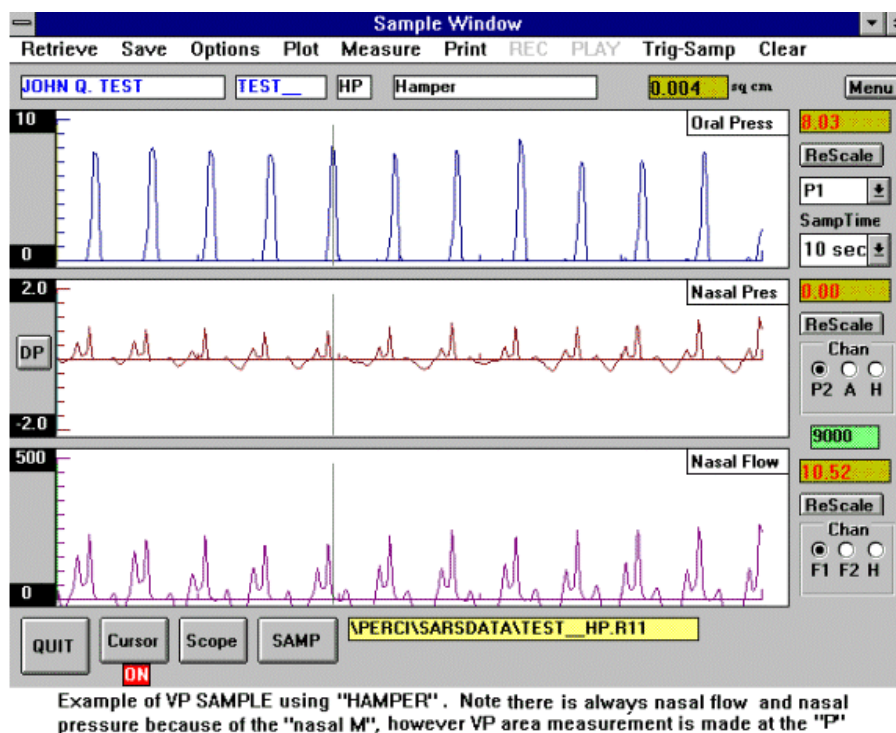 Sample Window
Retrieve Save Options Plot Measure Print REC PLAY Trig-Samp Clear
JOHN Q. TEST TEST__ HP Hamper 0.004 sq cm Menu
10 Oral Press 8.03
ReScale
P1
SampTime
0 10 sec
2.0 Nasal Pres 0.00
ReScale
DP Chan
P2 A H
-2.0
9000
500 Nasal Flow 10.52
ReScale
Chan
F1 F2 H
0
QUIT Cursor Scope SAMP \PERCI\SARSDATA\TEST__HP.R11
ON
Example of VP SAMPLE using "HAMPER". Note there is always nasal flow and nasal
pressure because of the "nasal M", however VP area measurement is made at the "P"